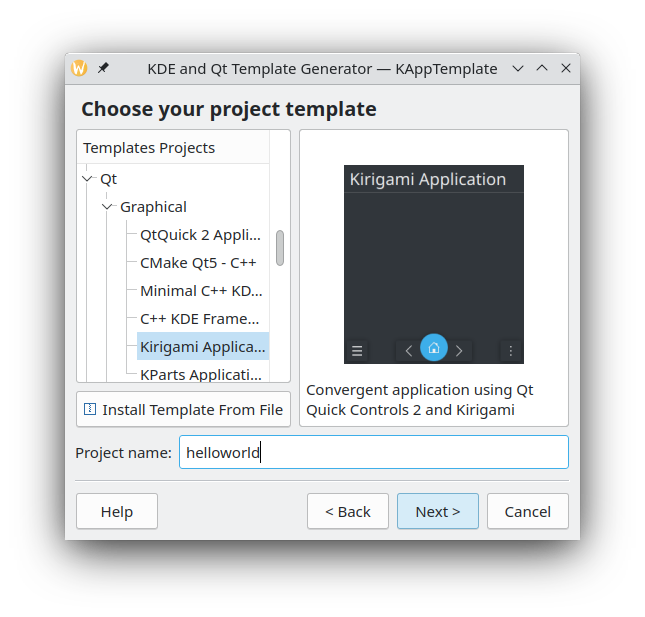 KDE and Qt Template Generator — KAppTemplate
Choose your project template
Templates Projects
Qt
Graphical
QtQuick 2 Appli...
CMake Qt5 - C++
Minimal C++ KD...
C++ KDE Frame...
Kirigami Applica...
KParts Applicati...
Install Template From File
Kirigami Application
Convergent application using Qt
Quick Controls 2 and Kirigami
Project name: helloworld
Help
< Back
Next >
Cancel